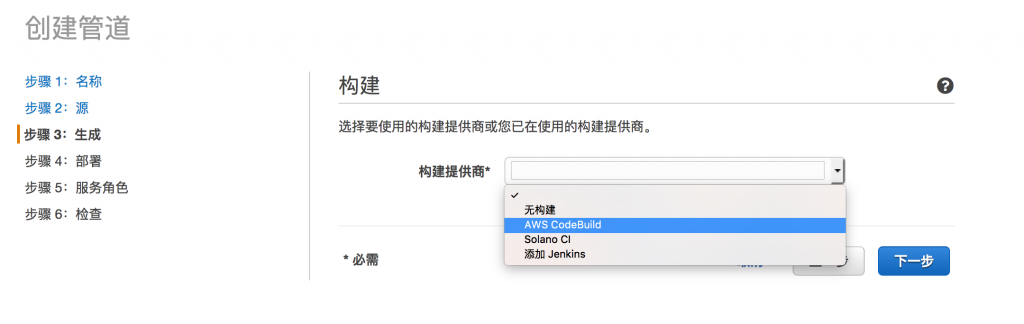 创建管道
步骤 1： 名称
步骤 2： 源
步骤 3： 生成
步骤 4： 部署
步骤 5： 服务角色
步骤 6： 检查
构建
选择要使用的构建提供商或您已在使用的构建提供商。
构建提供商*
无构建
AWS CodeBuild
Solano CI
添加 Jenkins
* 必需
下一步